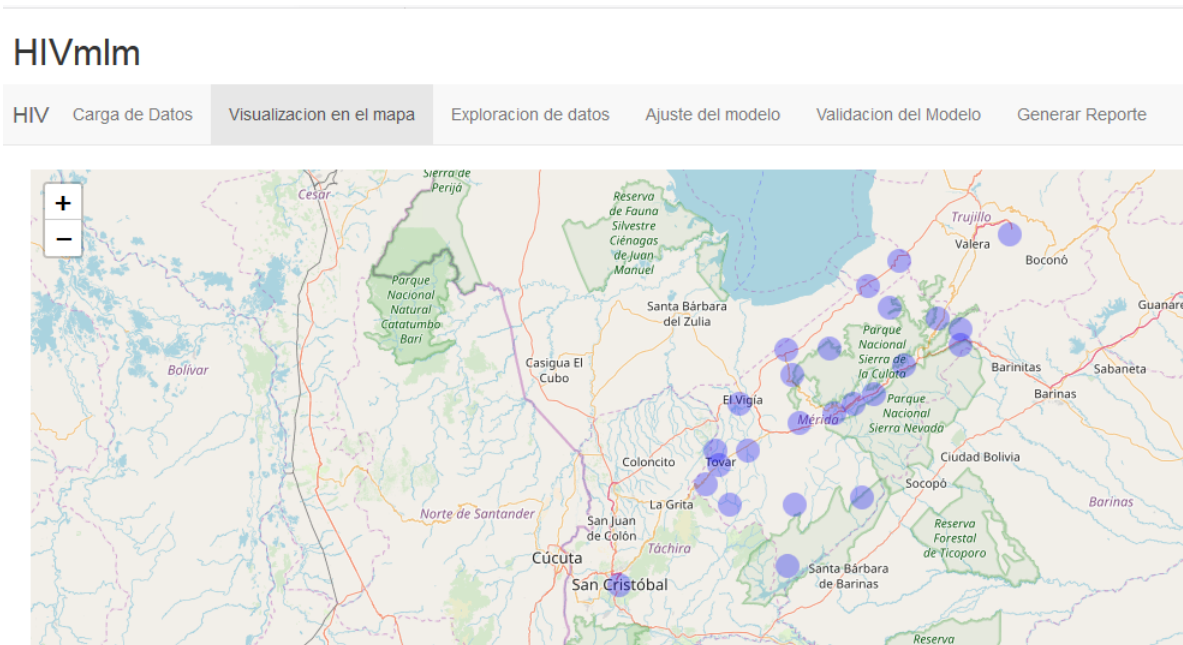 HIVmlm
HIV Carga de Datos Visualizacion en el mapa Exploracion de datos Ajuste del modelo Validacion del Modelo Generar Reporte
+
−
Sierra de
Perijá
Cesar
Reserva
de Fauna
Silvestre
Ciénagas
de Juan
Manuel
Trujillo
Valera
Boconó
Parque
Nacional
Natural
Catatumbo
Bari
Santa Bárbara
del Zulia
Guanare
Parque
Nacional
Sierra de
la Culata
Bolívar
Casigua El
Cubo
Barinitas
Sabaneta
Barinas
El Vigía
Mérida
Parque
Nacional
Sierra Nevada
Coloncito
Tovar
Ciudad Bolivia
Socopó
La Grita
Barinas
Norte de Santander
San Juan
de Colón
Reserva
Forestal
de Ticoporo
Táchira
Cúcuta
Santa Bárbara
de Barinas
San Cristóbal
Reserva